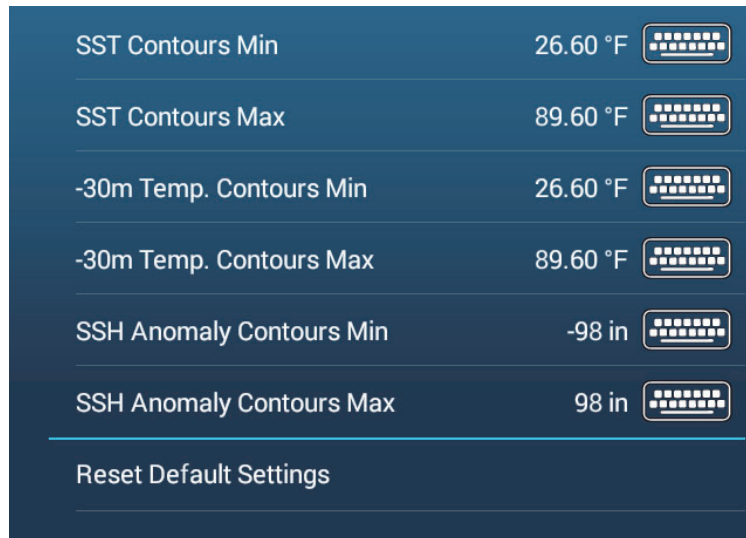 SST Contours Min 26.60 °F
SST Contours Max 89.60 °F
-30m Temp. Contours Min 26.60 °F
-30m Temp. Contours Max 89.60 °F
SSH Anomaly Contours Min -98 in
SSH Anomaly Contours Max 98 in
Reset Default Settings